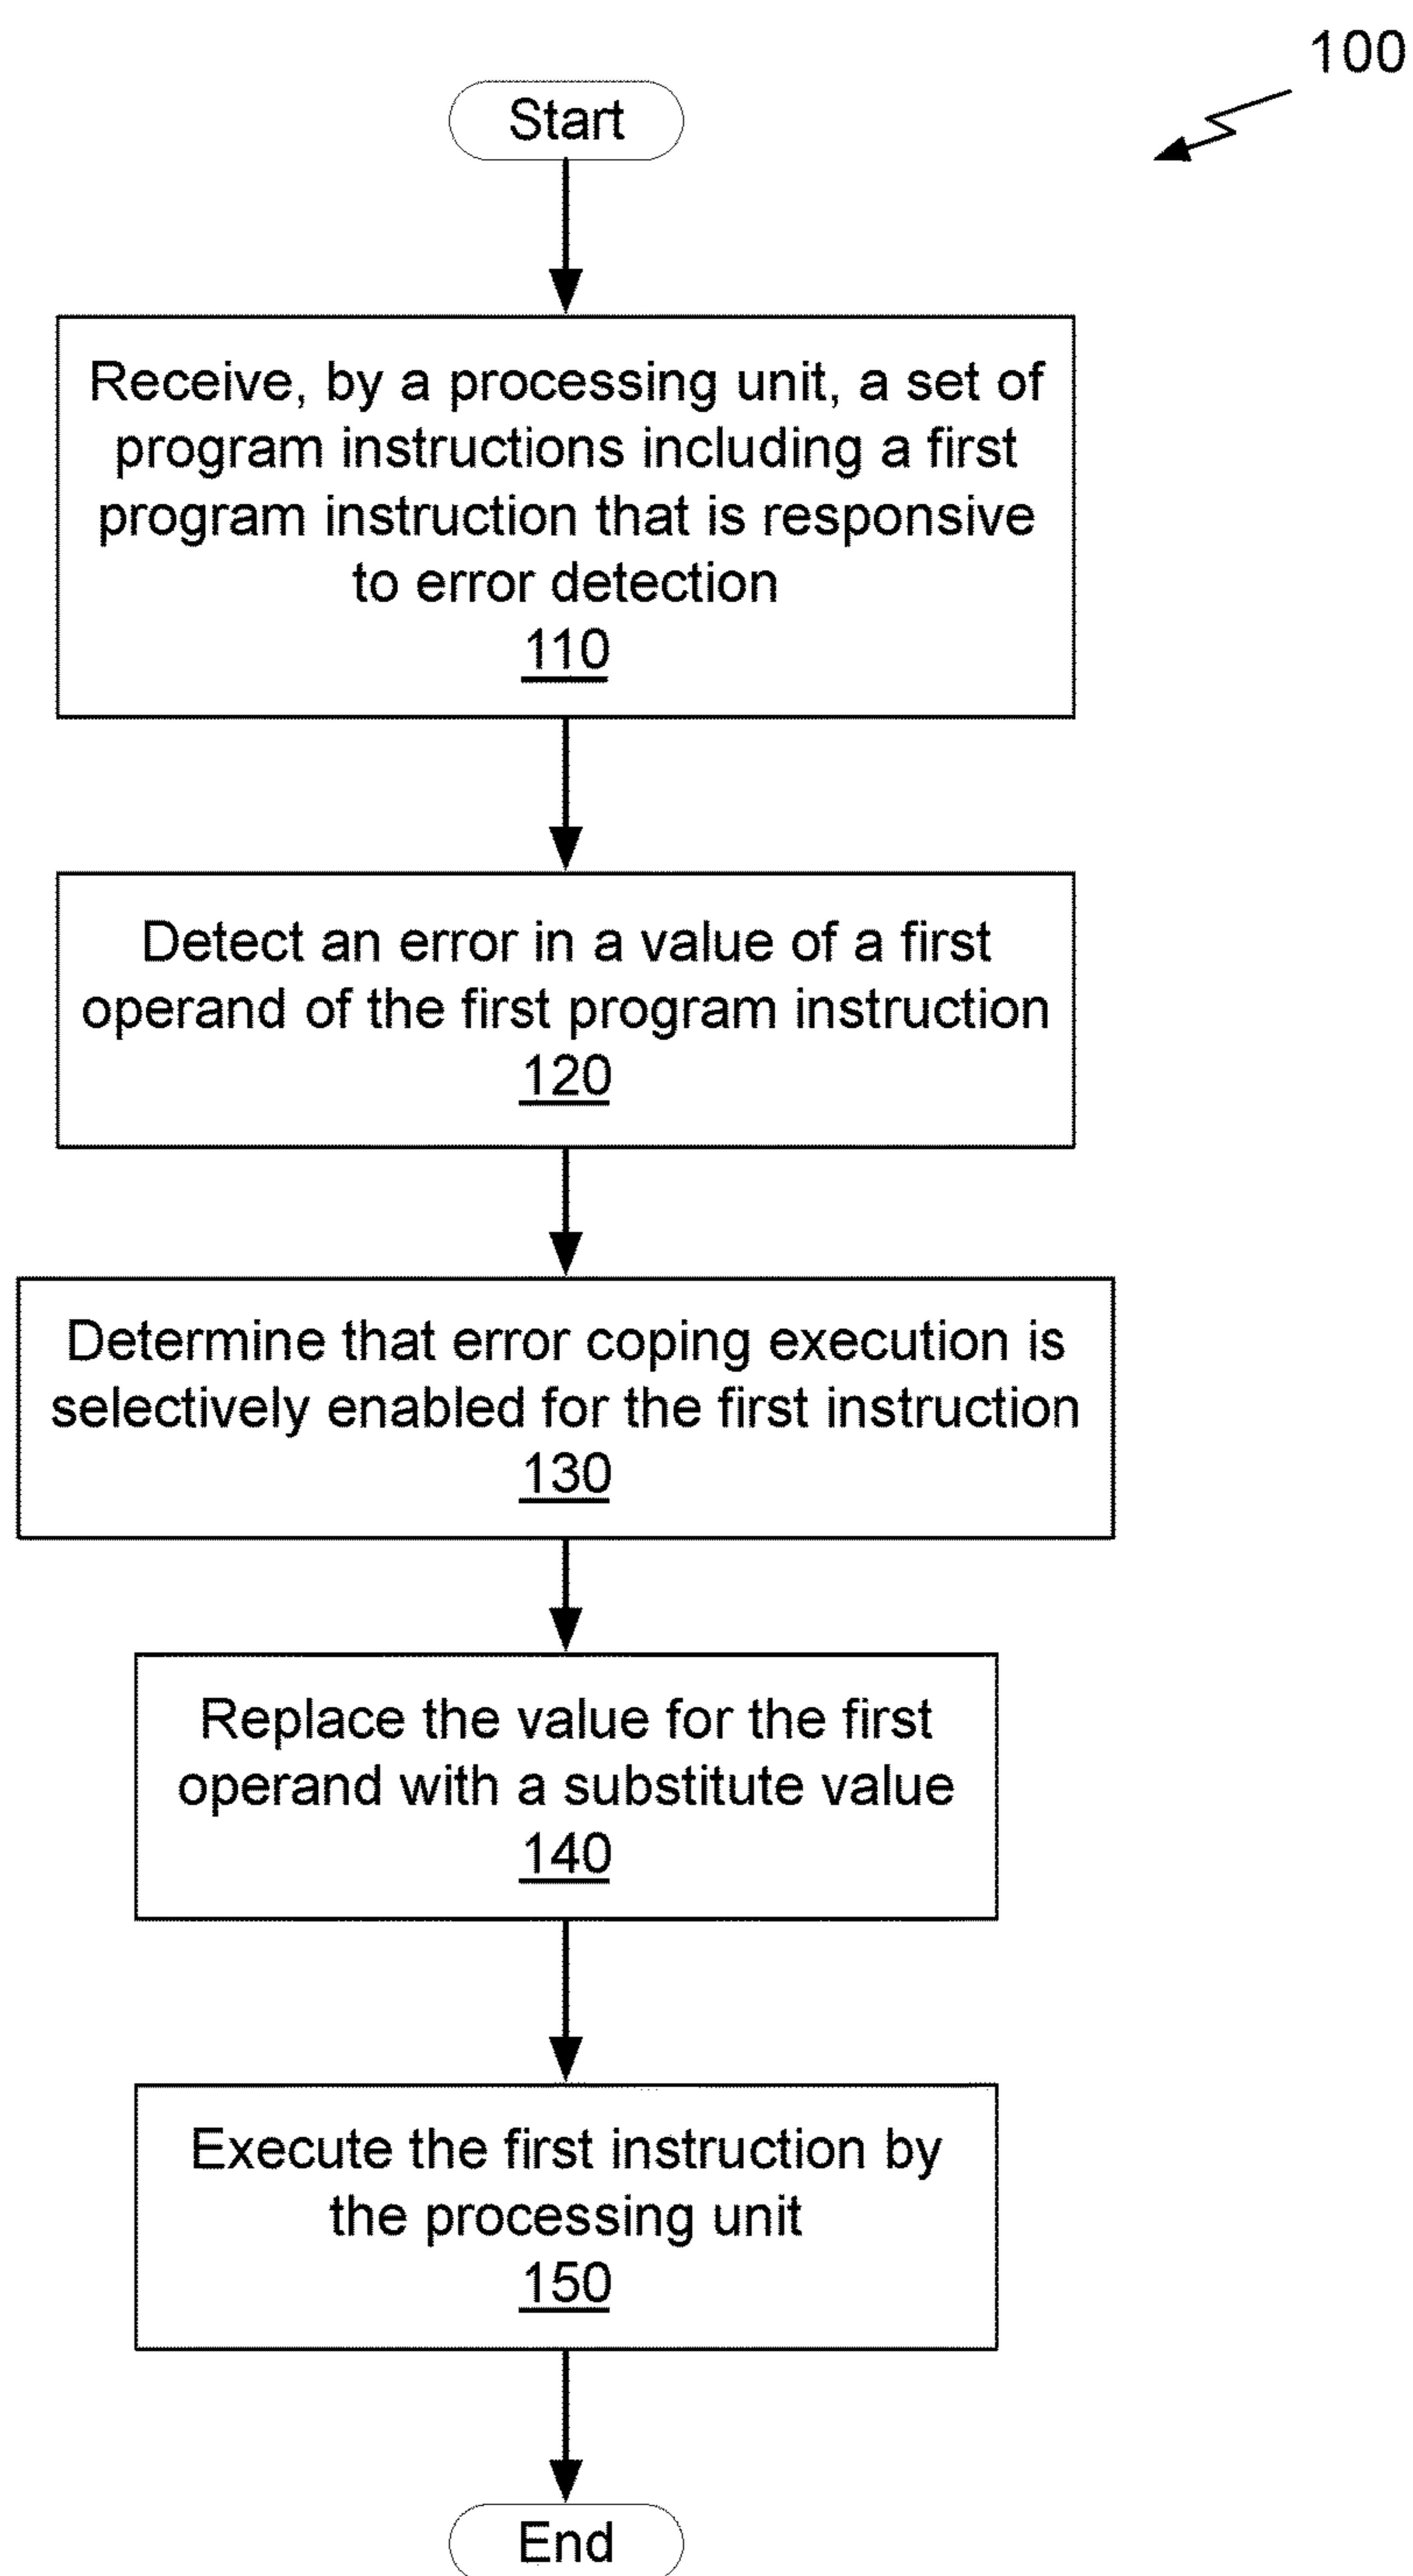 100
Start
Receive, by a processing unit, a set of
program instructions including a first
program instruction that is responsive
to error detection
110
Detect an error in a value of a first
operand of the first program instruction
120
Determine that error coping execution is
selectively enabled for the first instruction
130
Replace the value for the first
operand with a substitute value
140
Execute the first instruction by
the processing unit
150
End